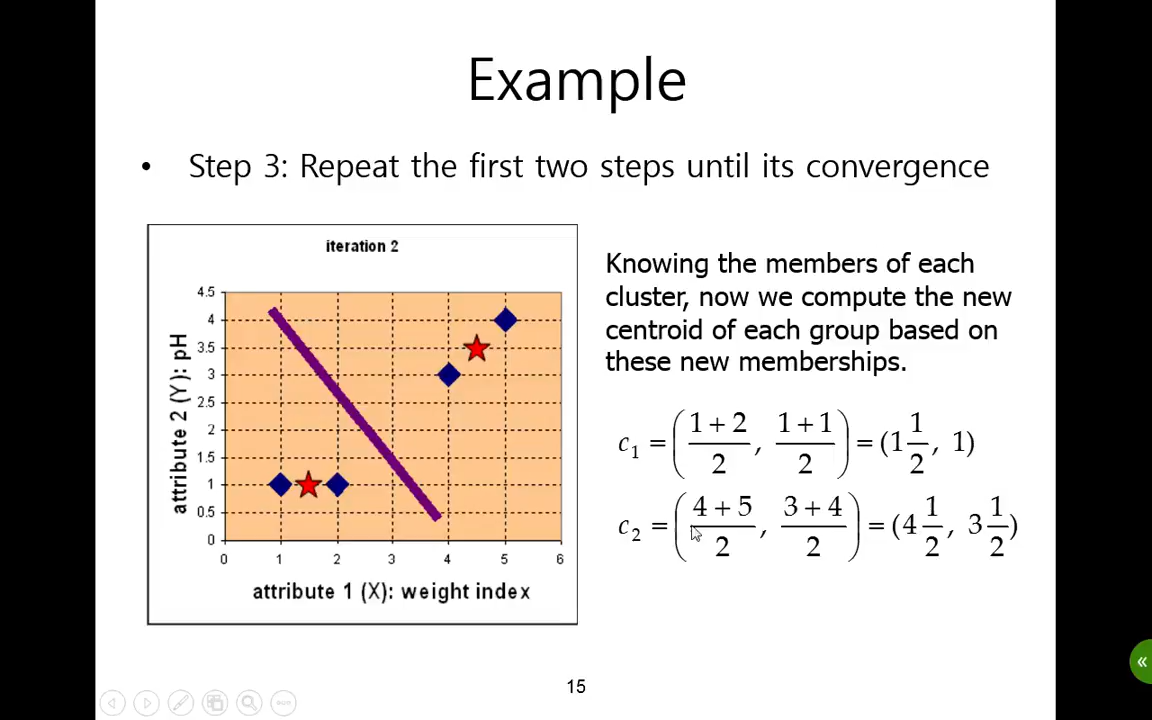 Example
• Step 3: Repeat the first two steps until its convergence
iteration 2
4.5
4
3.5
3
2.5
2
1.5
1
0.5
0
0 1 2 3 4 5 6
attribute 2 (Y): pH
attribute 1 (X): weight index
Knowing the members of each
cluster, now we compute the new
centroid of each group based on
these new memberships.
c₁ = ( (1 + 2)/2 , (1 + 1)/2 ) = (1 1/2 , 1)
c₂ = ( (4 + 5)/2 , (3 + 4)/2 ) = (4 1/2 , 3 1/2)
15
«